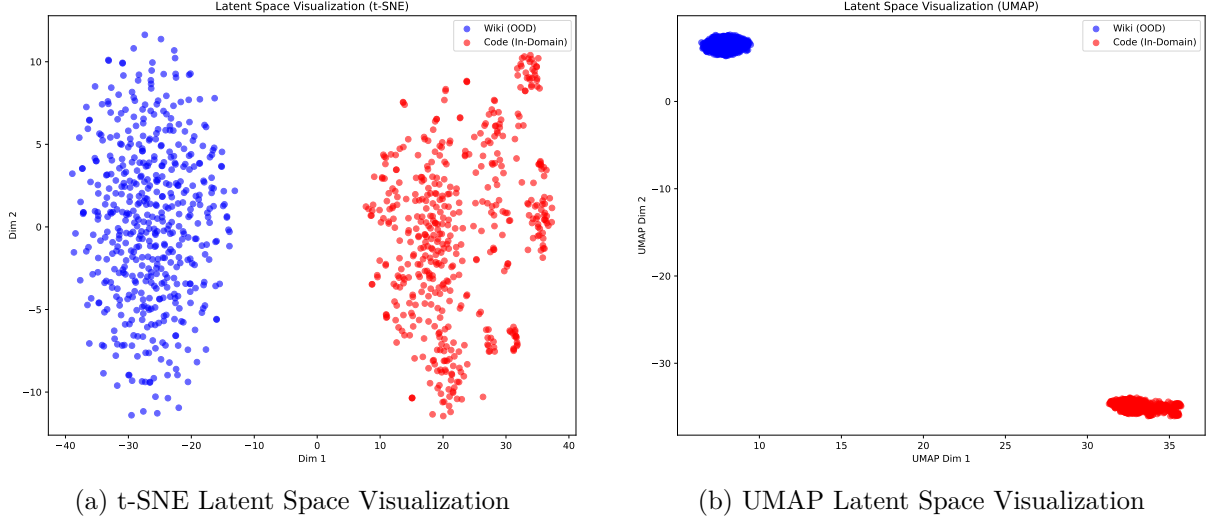 Latent Space Visualization (t-SNE)
Wiki (OOD)
Code (In-Domain)
10
5
0
−5
−10
Dim 2
−40
−30
−20
−10
0
10
20
30
40
Dim 1
(a) t-SNE Latent Space Visualization
Latent Space Visualization (UMAP)
Wiki (OOD)
Code (In-Domain)
0
−10
−20
−30
UMAP Dim 2
10
15
20
25
30
35
UMAP Dim 1
(b) UMAP Latent Space Visualization